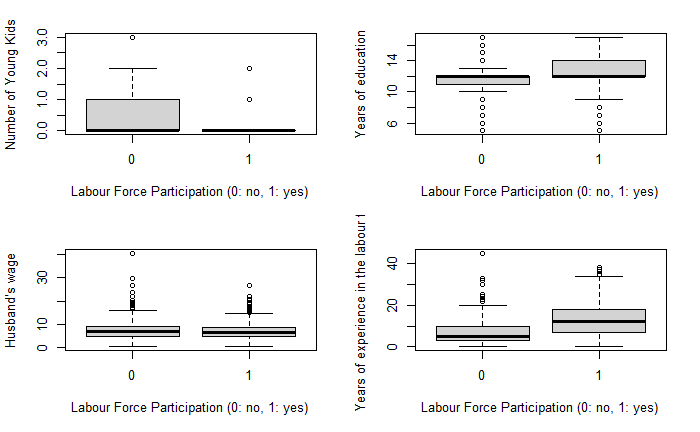 Number of Young Kids
3.0
2.0
1.0
0.0
0 1
Labour Force Participation (0: no, 1: yes)
Years of education
14
10
6
0 1
Labour Force Participation (0: no, 1: yes)
Husband's wage
30
10
0
0 1
Labour Force Participation (0: no, 1: yes)
Years of experience in the labour f
40
20
0
0 1
Labour Force Participation (0: no, 1: yes)